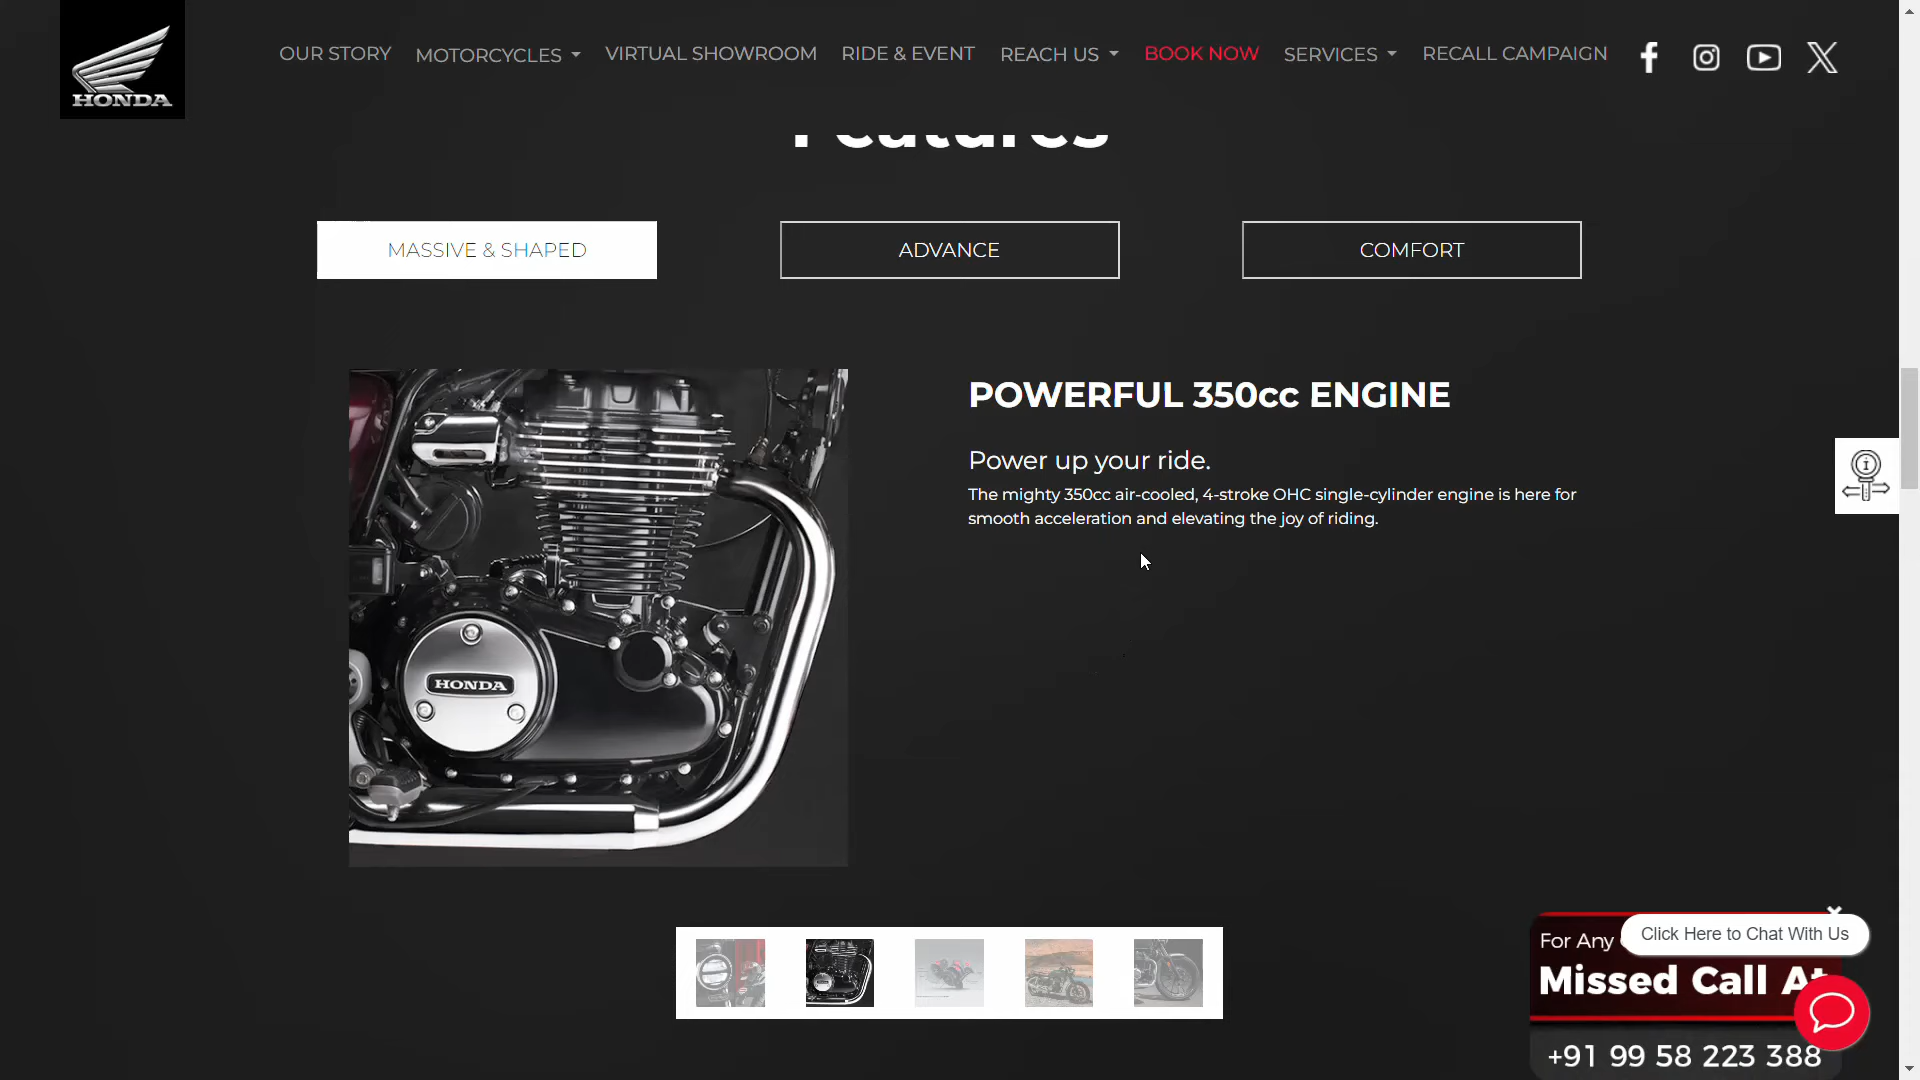 HONDA
OUR STORY
MOTORCYCLES
VIRTUAL SHOWROOM
RIDE & EVENT
REACH US
BOOK NOW
SERVICES
RECALL CAMPAIGN
Features
MASSIVE & SHAPED
ADVANCE
COMFORT
POWERFUL 350cc ENGINE
Power up your ride.
The mighty 350cc air-cooled, 4-stroke OHC single-cylinder engine is here for
smooth acceleration and elevating the joy of riding.
HONDA
Click Here to Chat With Us
For Any
Missed Call At
+91 99 58 223 388